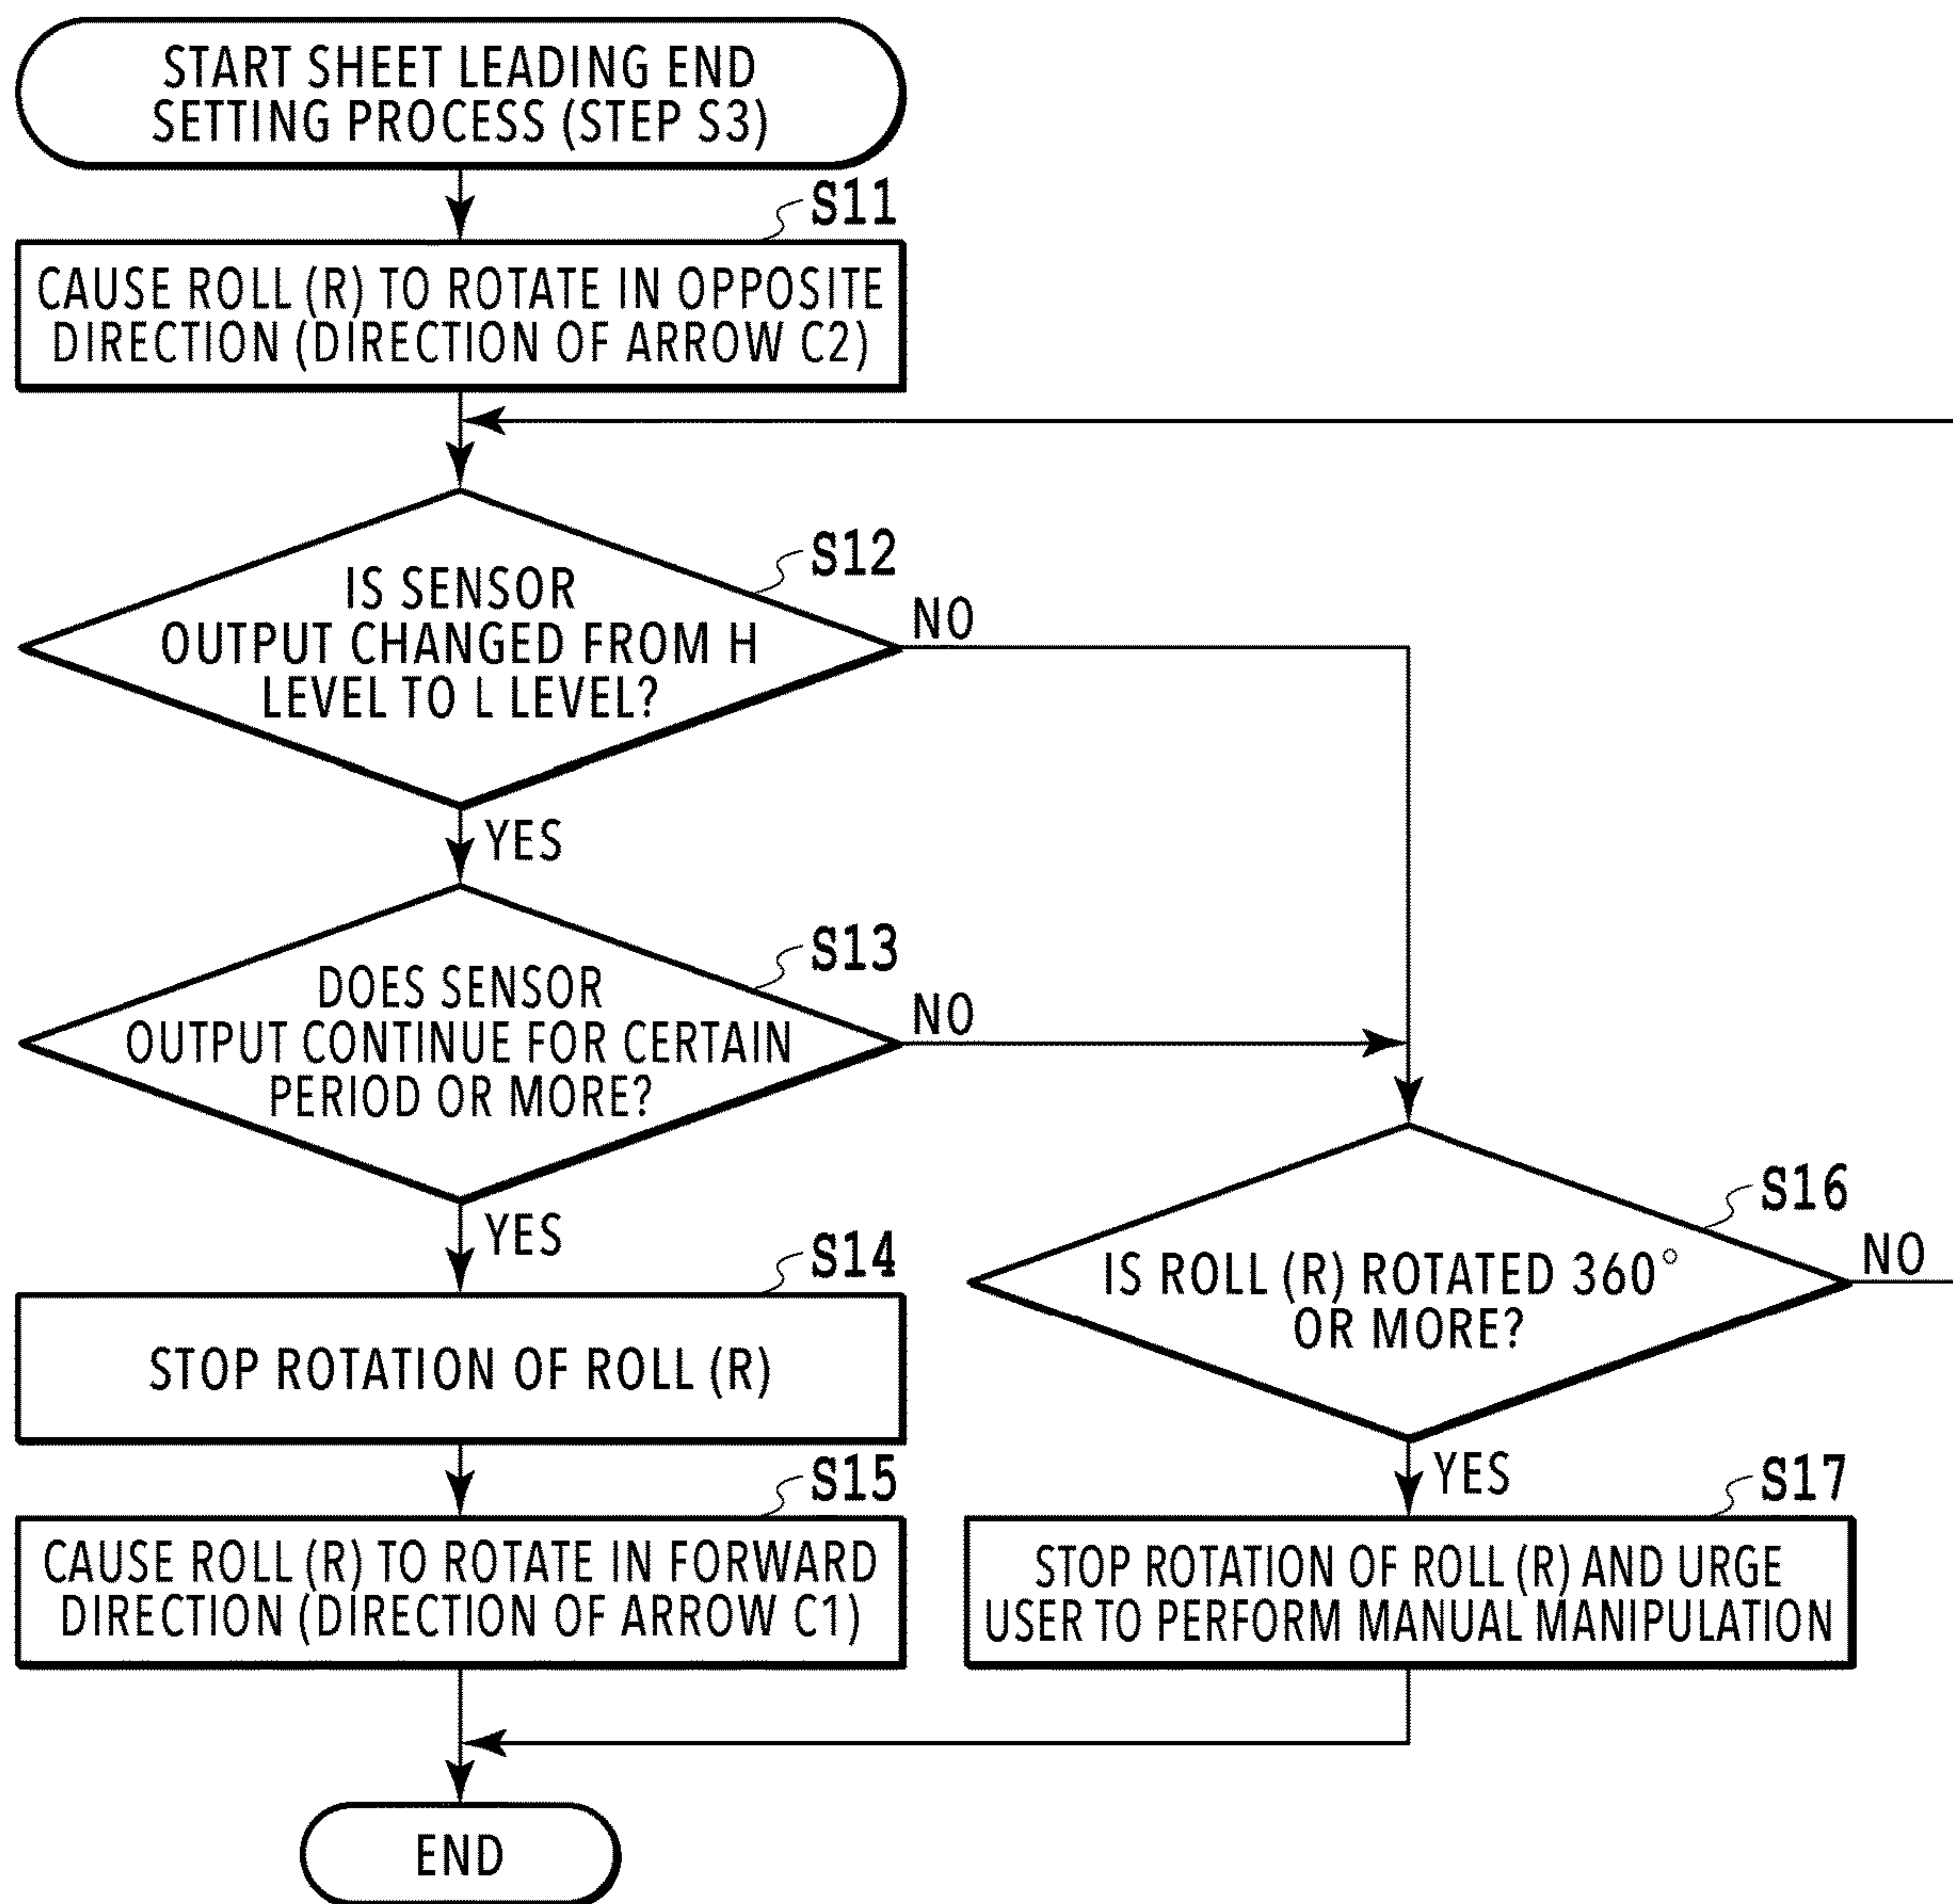 START SHEET LEADING END
SETTING PROCESS (STEP S3)
S11
CAUSE ROLL (R) TO ROTATE IN OPPOSITE
DIRECTION (DIRECTION OF ARROW C2)
S12
IS SENSOR
OUTPUT CHANGED FROM H
LEVEL TO L LEVEL?
NO
YES
S13
DOES SENSOR
OUTPUT CONTINUE FOR CERTAIN
PERIOD OR MORE?
NO
YES
S14
STOP ROTATION OF ROLL (R)
S15
CAUSE ROLL (R) TO ROTATE IN FORWARD
DIRECTION (DIRECTION OF ARROW C1)
S16
IS ROLL (R) ROTATED 360°
OR MORE?
NO
YES
S17
STOP ROTATION OF ROLL (R) AND URGE
USER TO PERFORM MANUAL MANIPULATION
END